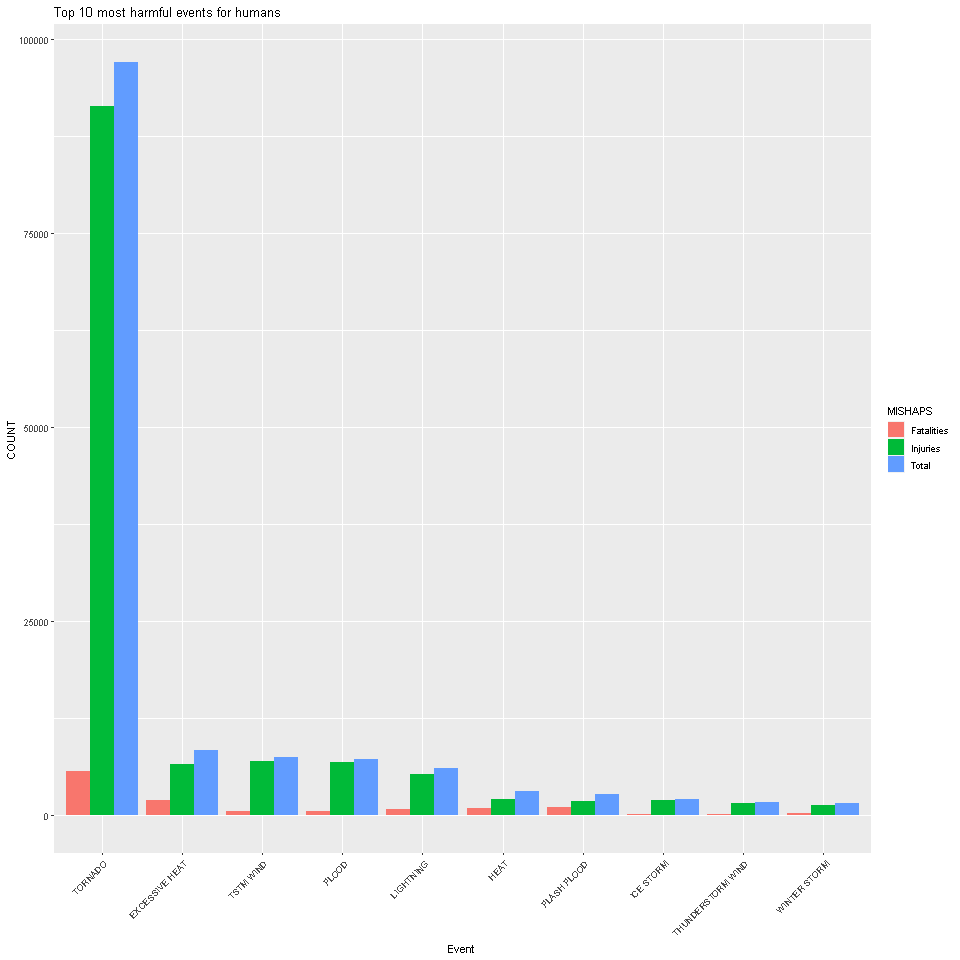 Top 10 most harmful events for humans
100000
75000
50000
25000
0
COUNT
TORNADO
EXCESSIVE HEAT
TSTM WIND
FLOOD
LIGHTNING
HEAT
FLASH FLOOD
ICE STORM
THUNDERSTORM WIND
WINTER STORM
Event
MISHAPS
Fatalities
Injuries
Total